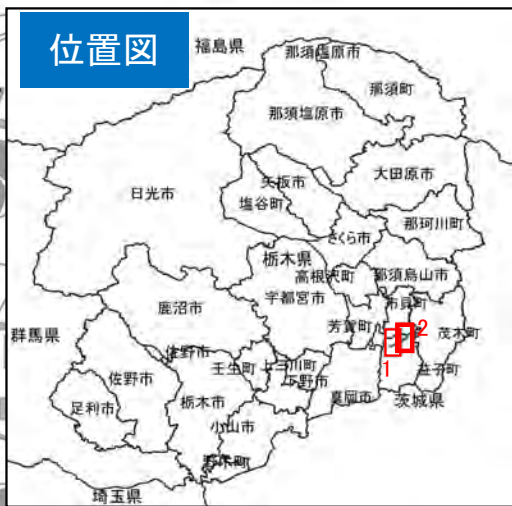 位置図
福島県
那須塩原市
那須町
那須塩原市
大田原市
矢板市
日光市
塩谷町
那珂川町
さくら市
栃木県
高根沢町
那須烏山市
宇都宮市
市貝町
鹿沼市
芳賀町
茂木町
2
群馬県
1
佐野市
壬生町
上三川町
益子町
下野市
佐野市
真岡市
茨城県
足利市
栃木市
小山市
野木町
埼玉県